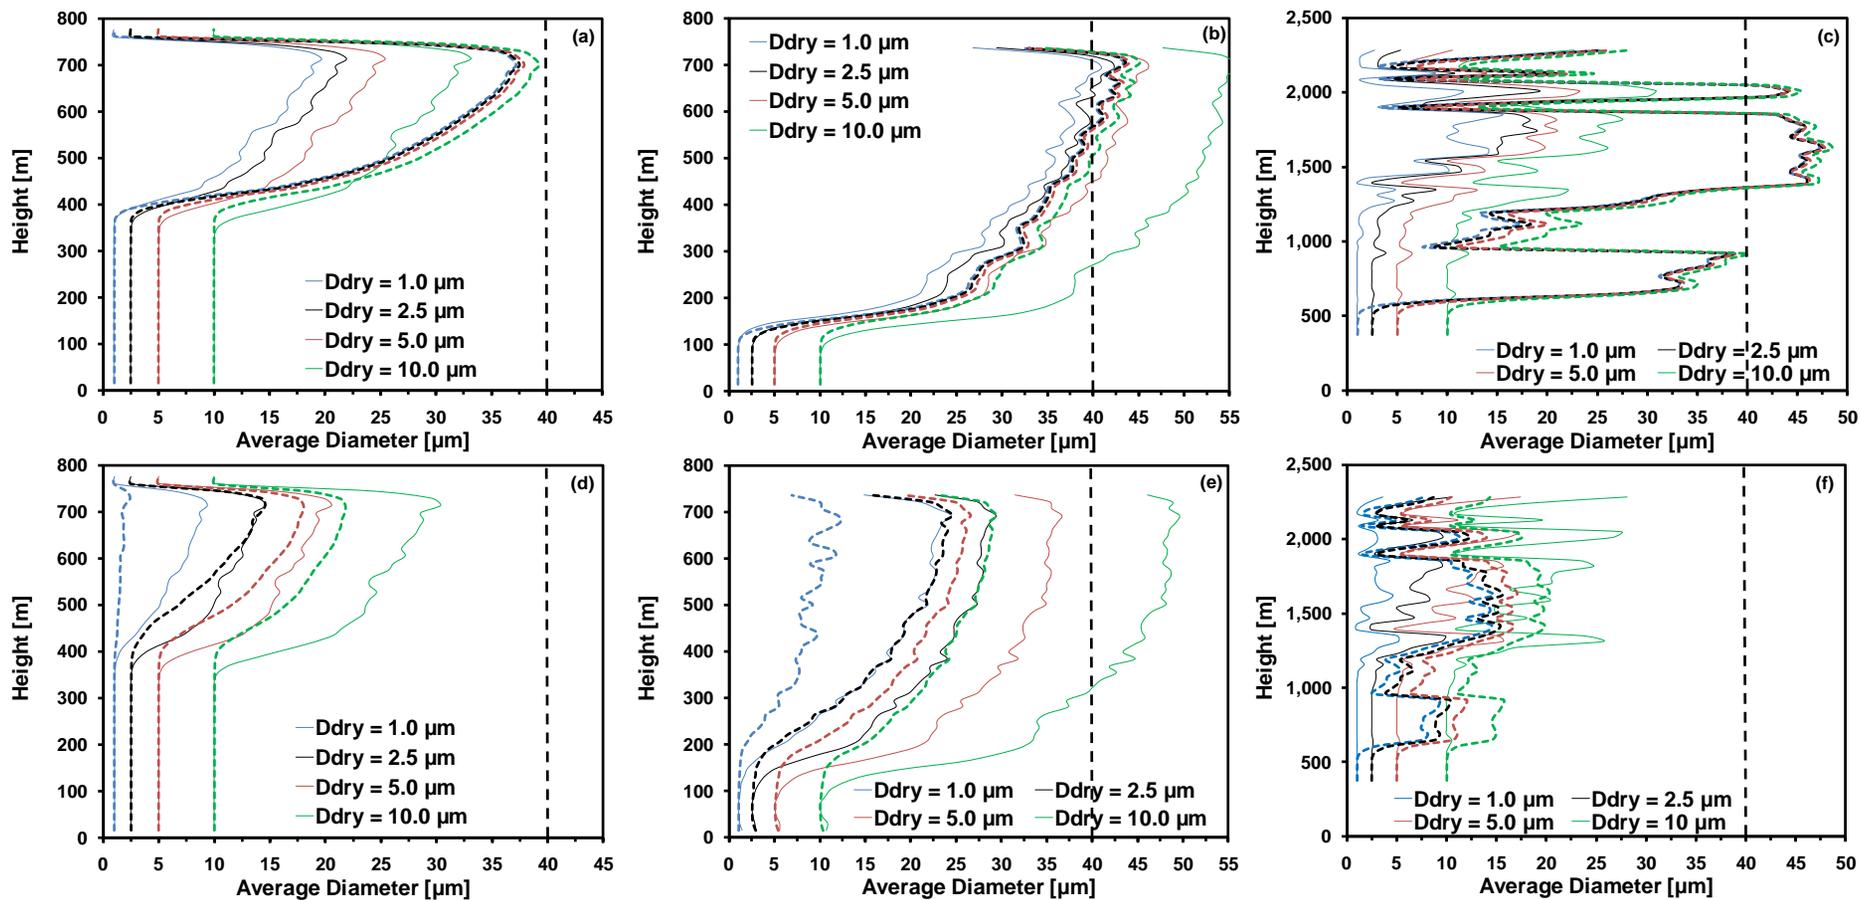 (a)
800
700
600
500
400
300
200
100
0
Height [m]
Ddry = 1.0 µm
Ddry = 2.5 µm
Ddry = 5.0 µm
Ddry = 10.0 µm
0 5 10 15 20 25 30 35 40 45
Average Diameter [µm]
(b)
800
700
600
500
400
300
200
100
0
Height [m]
Ddry = 1.0 µm
Ddry = 2.5 µm
Ddry = 5.0 µm
Ddry = 10.0 µm
0 5 10 15 20 25 30 35 40 45 50 55
Average Diameter [µm]
(c)
2,500
2,000
1,500
1,000
500
0
Height [m]
Ddry = 1.0 µm Ddry = 2.5 µm
Ddry = 5.0 µm Ddry = 10.0 µm
0 5 10 15 20 25 30 35 40 45 50
Average Diameter [µm]
(d)
800
700
600
500
400
300
200
100
0
Height [m]
Ddry = 1.0 µm
Ddry = 2.5 µm
Ddry = 5.0 µm
Ddry = 10.0 µm
0 5 10 15 20 25 30 35 40 45
Average Diameter [µm]
(e)
800
700
600
500
400
300
200
100
0
Height [m]
Ddry = 1.0 µm Ddry = 2.5 µm
Ddry = 5.0 µm Ddry = 10.0 µm
0 5 10 15 20 25 30 35 40 45 50 55
Average Diameter [µm]
(f)
2,500
2,000
1,500
1,000
500
0
Height [m]
Ddry = 1.0 µm Ddry = 2.5 µm
Ddry = 5.0 µm Ddry = 10 µm
0 5 10 15 20 25 30 35 40 45 50
Average Diameter [µm]